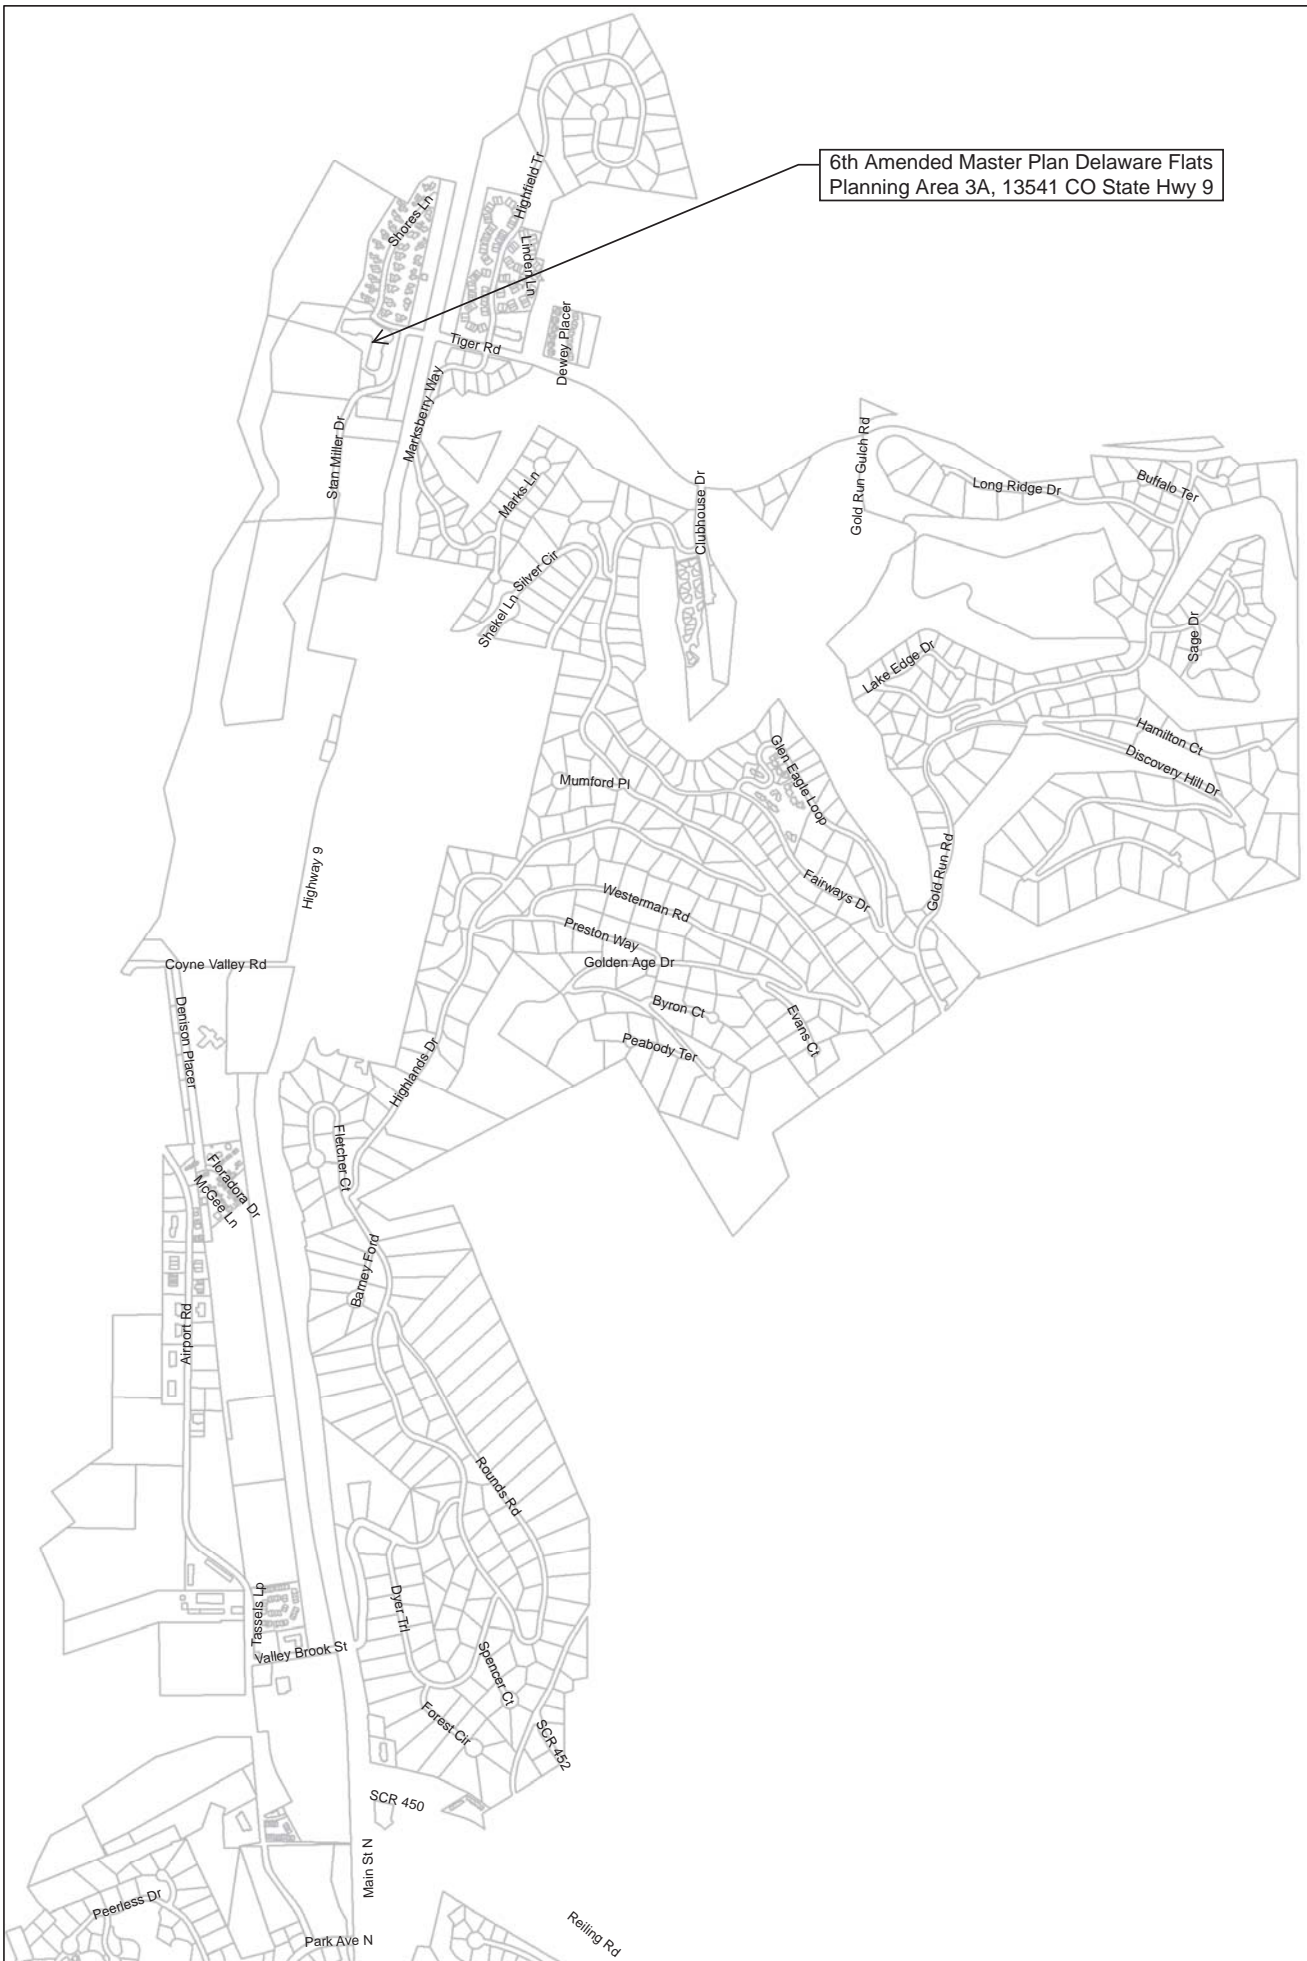 6th Amended Master Plan Delaware Flats
Planning Area 3A, 13541 CO State Hwy 9
Highfield Tr
Shores Ln
Linden Ln
Dewey Placer
Tiger Rd
Marksberry Way
Stan Miller Dr
Gold Run Gulch Rd
Marks Ln
Clubhouse Dr
Long Ridge Dr
Buffalo Ter
Silver Cir
Shekel Ln
Sage Dr
Lake Edge Dr
Hamilton Ct
Discovery Hill Dr
Glen Eagle Loop
Mumford Pl
Highway 9
Fairways Dr
Gold Run Rd
Westerman Rd
Preston Way
Golden Age Dr
Coyne Valley Rd
Byron Ct
Evans Ct
Peabody Ter
Denison Placer
Highlands Dr
Fletcher Ct
Floradora Dr
McGee Ln
Barney Ford
Airport Rd
Rounds Rd
Tassels Lp
Dyer Trl
Valley Brook St
Spencer Ct
Forest Cir
SCR 452
SCR 450
Main St N
Peerless Dr
Park Ave N
Reiling Rd